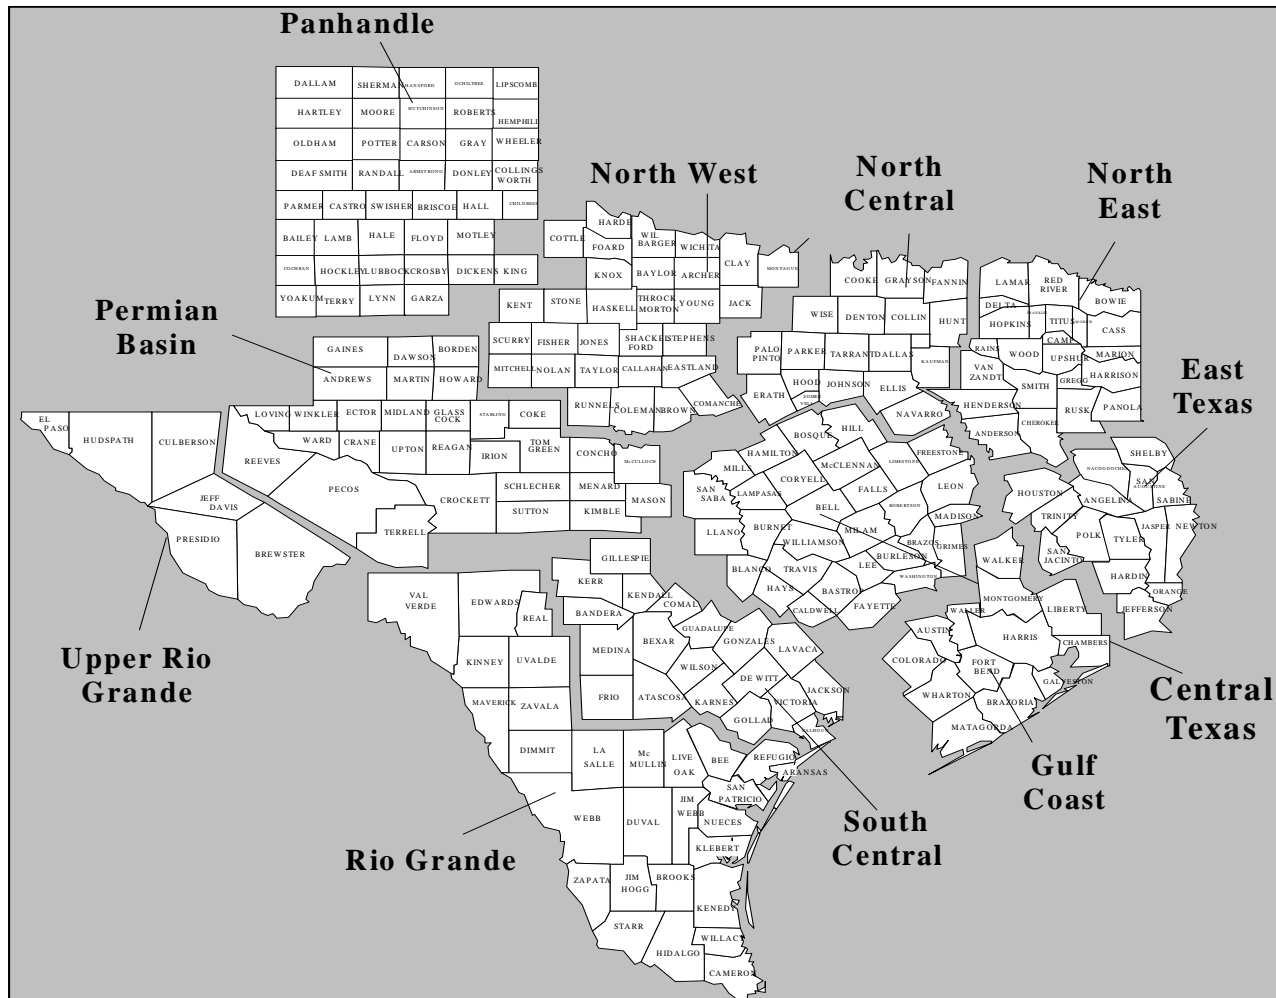 Panhandle
DALLAM SHERMAN HANSFORD OCHILTREE LIPSCOMB
HARTLEY MOORE HUTCHINSON ROBERTS HEMPHILL
OLDHAM POTTER CARSON GRAY WHEELER
DEAF SMITH RANDALL ARMSTRONG DONLEY COLLINGS
WORTH
PARMER CASTRO SWISHER BRISCOE HALL CHILDRESS
BAILEY LAMB HALE FLOYD MOTLEY
COCHRAN HOCKLEY LUBBOCK CROSBY DICKENS KING
YOAKUM TERRY LYNN GARZA
North West
HARDE
COTTLE FOARD WIL
BARGER WICHITA CLAY MONTAGUE
KNOX BAYLOR ARCHER
KENT STONE HASKELL THROCK
MORTON YOUNG JACK
SCURRY FISHER JONES SHACKEL
FORD STEPHENS
MITCHELL NOLAN TAYLOR CALLAHAN EASTLAND
RUNNELS COLEMAN BROWN COMANCHE
North
Central
COOKE GRAYSON FANNIN
WISE DENTON COLLIN HUNT
PALO
PINTO PARKER TARRANT DALLAS KAUFMAN
ERATH HOOD JOHNSON ELLIS
SOMER
VELL
NAVARRO
North
East
LAMAR RED
RIVER BOWIE
DELTA FRANKLIN TITUS MORRIS CASS
HOPKINS CAMP
RAINS WOOD UPSHUR MARION
VAN
ZANDT SMITH GREGG HARRISON
HENDERSON RUSK PANOLA
ANDERSON CHEROKEE
East
Texas
SHELBY
NACOGDOCHES SAN
AUGUSTINE
HOUSTON ANGELINA SABINE
TRINITY POLK TYLER JASPER NEWTON
SAN
JACINTO HARDIN
ORANGE
JEFFERSON
Permian
Basin
GAINES DAWSON BORDEN
ANDREWS MARTIN HOWARD
LOVING WINKLER ECTOR MIDLAND GLASS
COCK STARLING COKE
WARD CRANE UPTON REAGAN IRION TOM
GREEN CONCHO McCULLOCH
REEVES PECOS CROCKETT SCHLECHER MENARD MASON
SUTTON KIMBLE
TERRELL
EL
PASO HUDSPATH CULBERSON
JEFF
DAVIS
PRESIDIO BREWSTER
Upper Rio
Grande
BOSQUE HILL
HAMILTON McCLENNAN LIMESTONE FREESTONE
MILLS CORYELL
SAN
SABA LAMPASAS BELL FALLS ROBERTSON LEON
LLANO BURNET MILAM MADISON
WILLIAMSON BRAZOS GRIMES
BLANCO TRAVIS LEE BURLESON
HAYS BASTROP WASHINGTON
CALDWELL FAYETTE
Central
Texas
WALKER
MONTGOMERY LIBERTY
WALLER
AUSTIN HARRIS CHAMBERS
COLORADO FORT
BEND GALVESTON
WHARTON BRAZORIA
MATAGORDA
Gulf
Coast
GILLESPIE
KERR KENDALL COMAL
BANDERA GUADALUPE GONZALES
MEDINA BEXAR LAVACA
WILSON DE WITT
FRIO ATASCOSA KARNES VICTORIA JACKSON
GOLLAD CALHOUN
South
Central
VAL
VERDE EDWARDS REAL
KINNEY UVALDE
MAVERICK ZAVALA
DIMMIT LA
SALLE Mc
MULLIN LIVE
OAK BEE REFUGIO
ARANSAS
SAN
PATRICIO
WEBB DUVAL JIM
WEBB NUECES
KLEBERT
ZAPATA JIM
HOGG BROOKS KENEDY
STARR HIDALGO WILLACY
CAMERON
Rio Grande